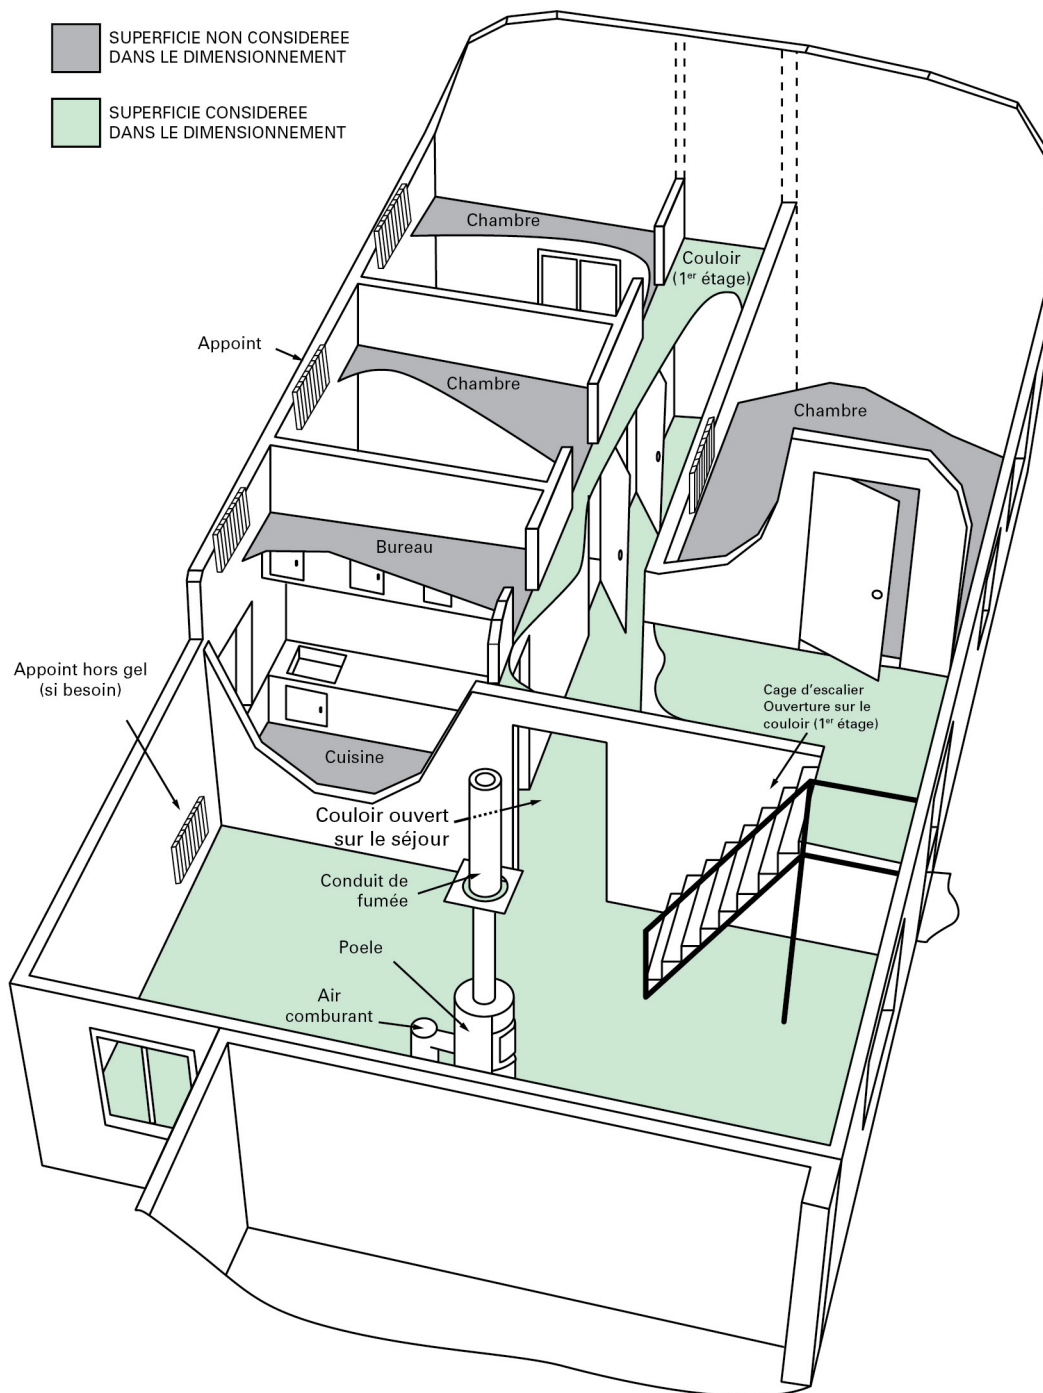 SUPERFICIE NON CONSIDEREE
DANS LE DIMENSIONNEMENT
SUPERFICIE CONSIDEREE
DANS LE DIMENSIONNEMENT
Chambre
Couloir
(1er étage)
Appoint
Chambre
Chambre
Bureau
Appoint hors gel
(si besoin)
Cage d'escalier
Ouverture sur le
couloir (1er étage)
Cuisine
Couloir ouvert
sur le séjour
Conduit de
fumée
Poele
Air
comburant